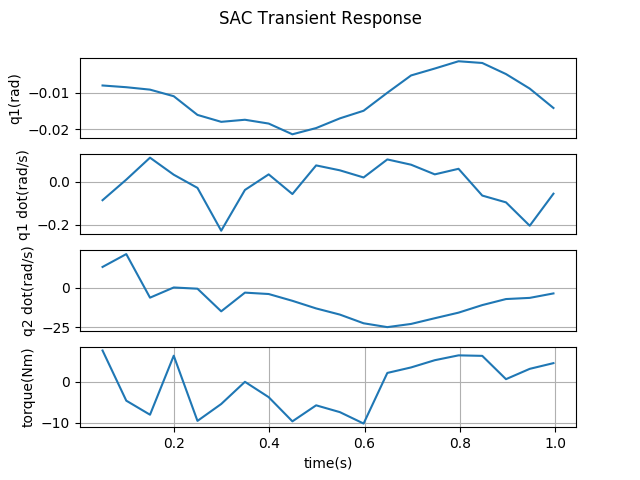 SAC Transient Response
q1(rad)
−0.01
−0.02
q1 dot(rad/s)
0.0
−0.2
q2 dot(rad/s)
0
−25
torque(Nm)
0
−10
0.2 0.4 0.6 0.8 1.0
time(s)